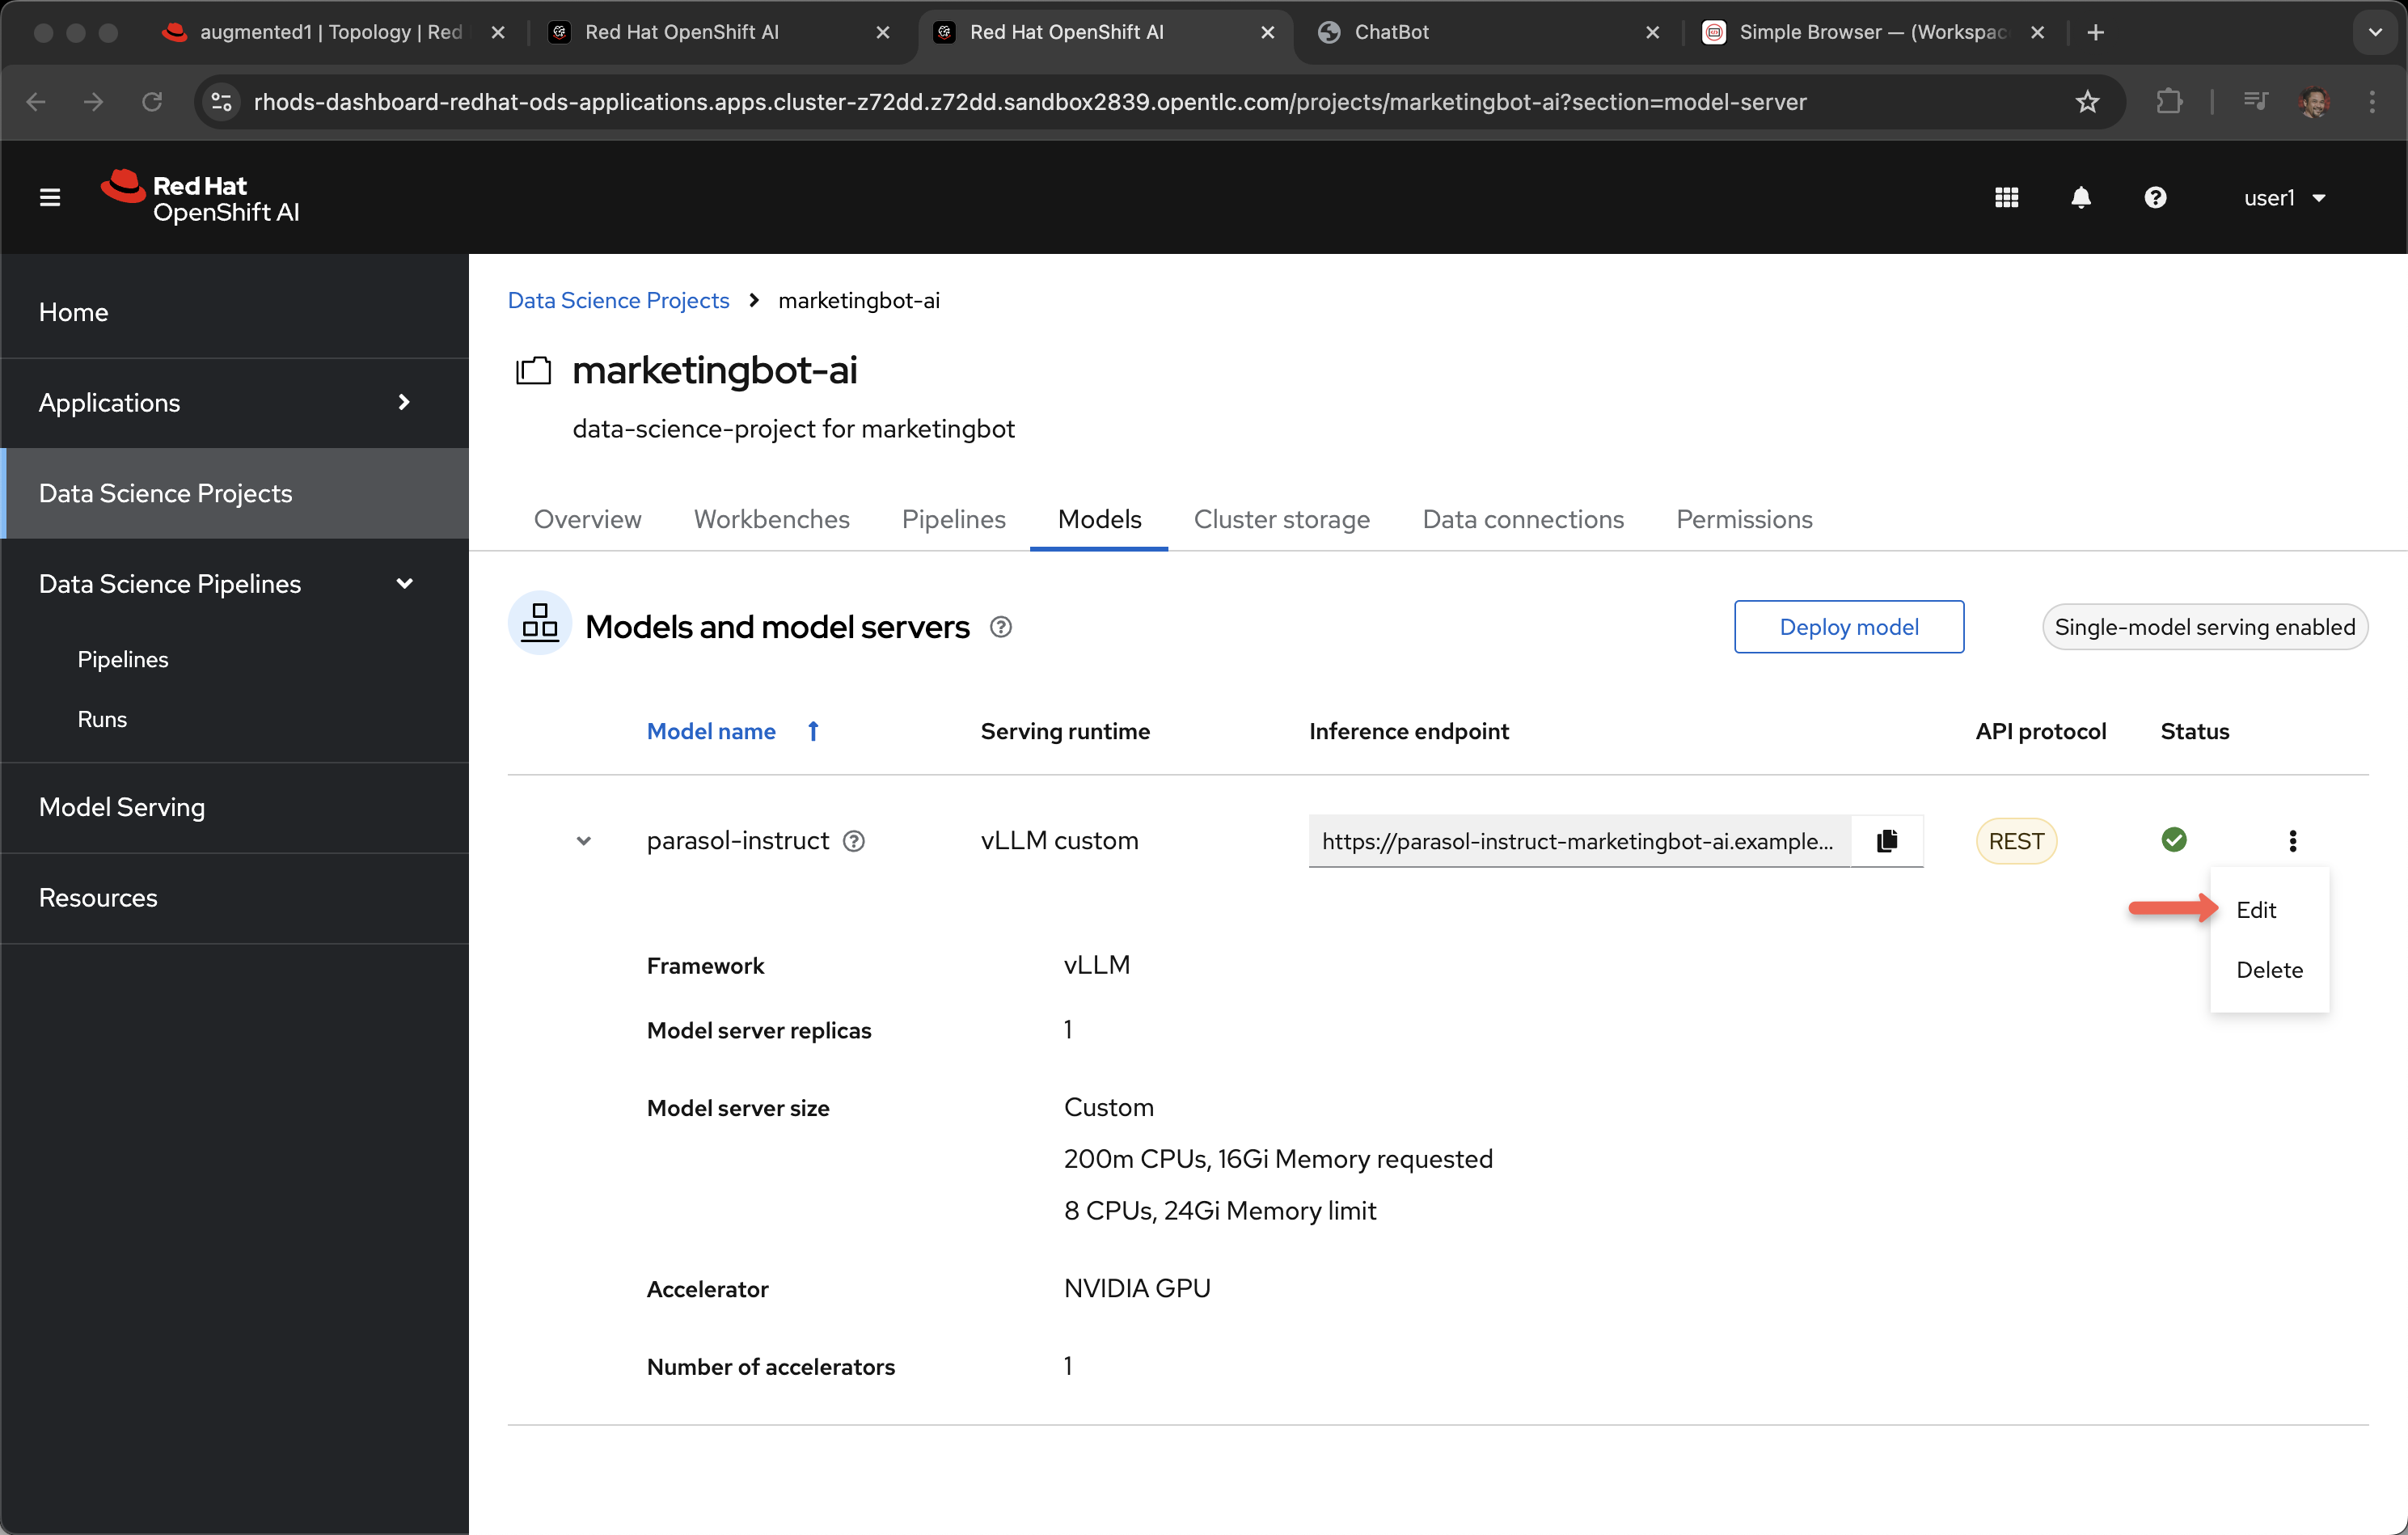 augmented1 | Topology | Red
Red Hat OpenShift AI
Red Hat OpenShift AI
ChatBot
Simple Browser — (Workspac
rhods-dashboard-redhat-ods-applications.apps.cluster-z72dd.z72dd.sandbox2839.opentlc.com/projects/marketingbot-ai?section=model-server
Red Hat
OpenShift AI
user1
Home
Applications
Data Science Projects
Data Science Pipelines
Pipelines
Runs
Model Serving
Resources
Data Science Projects > marketingbot-ai
marketingbot-ai
data-science-project for marketingbot
Overview Workbenches Pipelines Models Cluster storage Data connections Permissions
Models and model servers
Deploy model
Single-model serving enabled
Model name Serving runtime Inference endpoint API protocol Status
parasol-instruct vLLM custom https://parasol-instruct-marketingbot-ai.example... REST
Edit
Delete
Framework vLLM
Model server replicas 1
Model server size Custom
200m CPUs, 16Gi Memory requested
8 CPUs, 24Gi Memory limit
Accelerator NVIDIA GPU
Number of accelerators 1